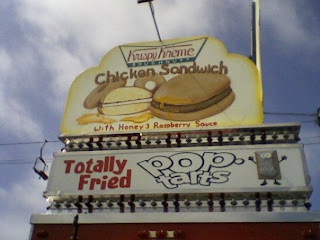 Krispy Kreme
DOUGHNUTS
Chicken Sandwich
With Honey & Raspberry Sauce
Totally
Fried
POP-
tarts